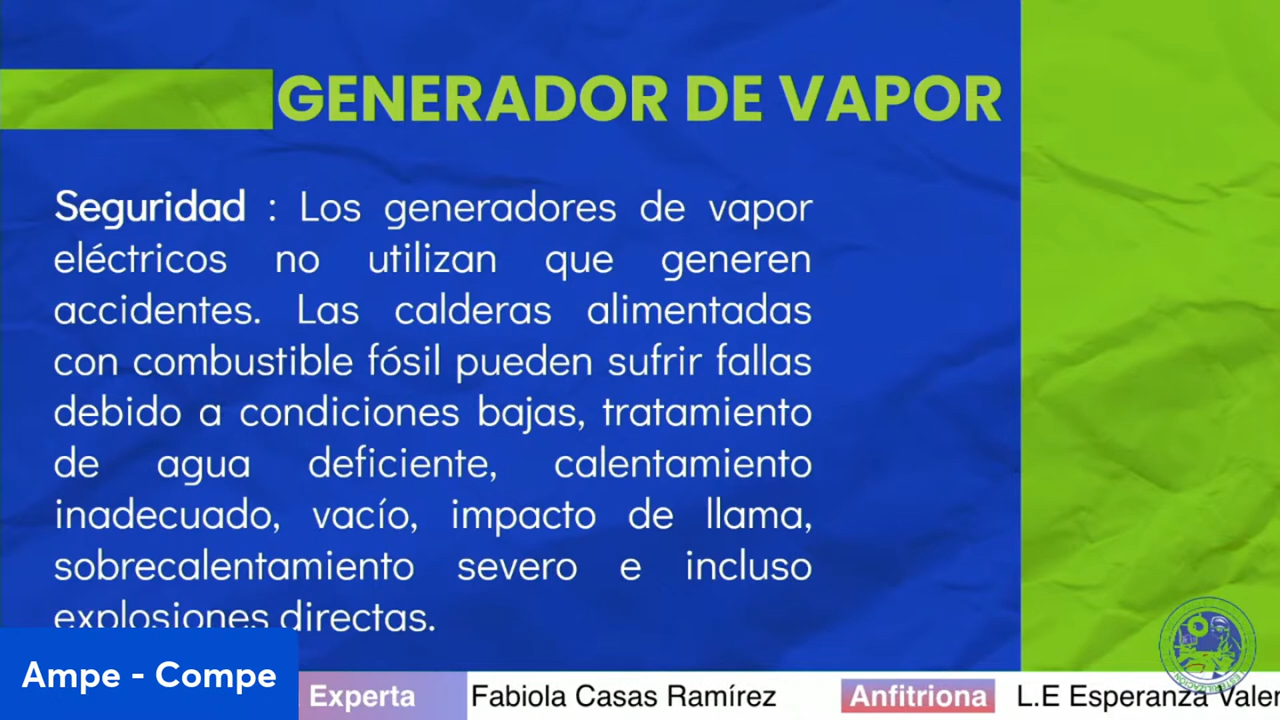 GENERADOR DE VAPOR
Seguridad : Los generadores de vapor
eléctricos no utilizan que generen
accidentes. Las calderas alimentadas
con combustible fósil pueden sufrir fallas
debido a condiciones bajas, tratamiento
de agua deficiente, calentamiento
inadecuado, vacío, impacto de llama,
sobrecalentamiento severo e incluso
explosiones directas.
Ampe - Compe
Experta Fabiola Casas Ramírez Anfitriona L.E Esperanza Valer